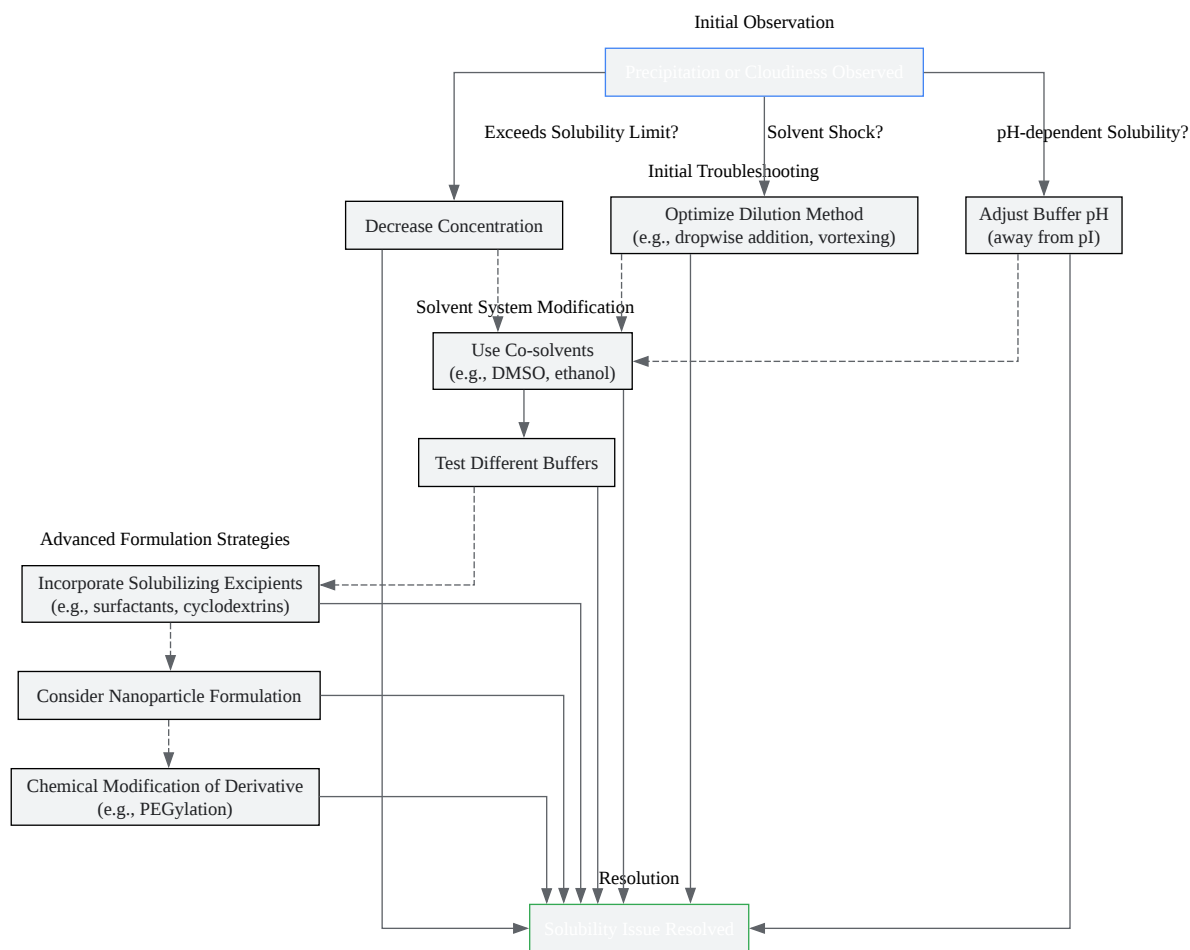 Initial Observation
Precipitation or Cloudiness Observed
Exceeds Solubility Limit?
Solvent Shock?
pH-dependent Solubility?
Initial Troubleshooting
Decrease Concentration
Optimize Dilution Method
(e.g., dropwise addition, vortexing)
Adjust Buffer pH
(away from pI)
Solvent System Modification
Use Co-solvents
(e.g., DMSO, ethanol)
Test Different Buffers
Advanced Formulation Strategies
Incorporate Solubilizing Excipients
(e.g., surfactants, cyclodextrins)
Consider Nanoparticle Formulation
Chemical Modification of Derivative
(e.g., PEGylation)
Resolution
Solubility Issue Resolved